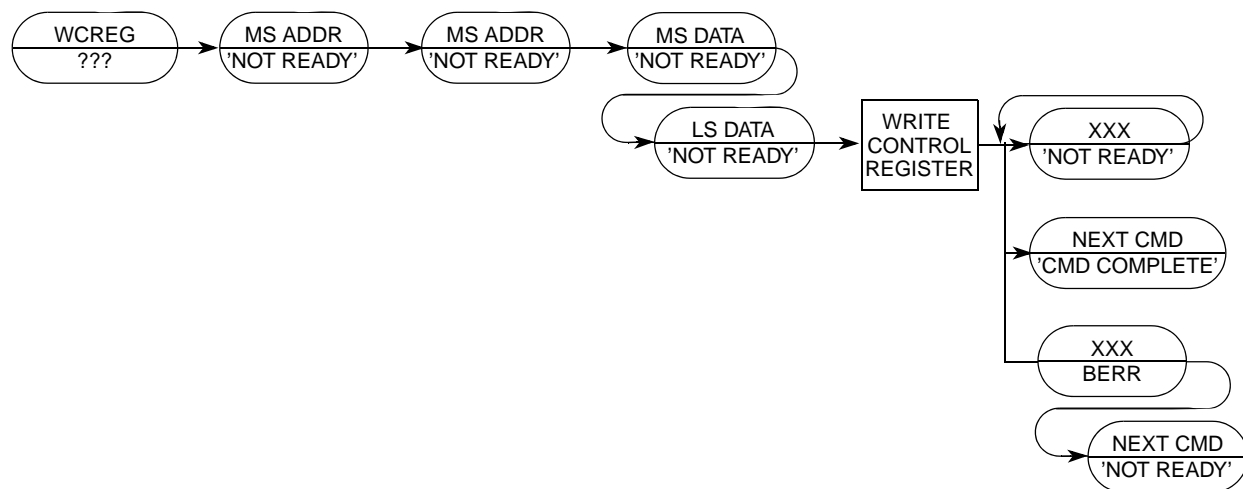 WCREG
???
MS ADDR
'NOT READY'
MS ADDR
'NOT READY'
MS DATA
'NOT READY'
LS DATA
'NOT READY'
WRITE
CONTROL
REGISTER
XXX
'NOT READY'
NEXT CMD
'CMD COMPLETE'
XXX
BERR
NEXT CMD
'NOT READY'